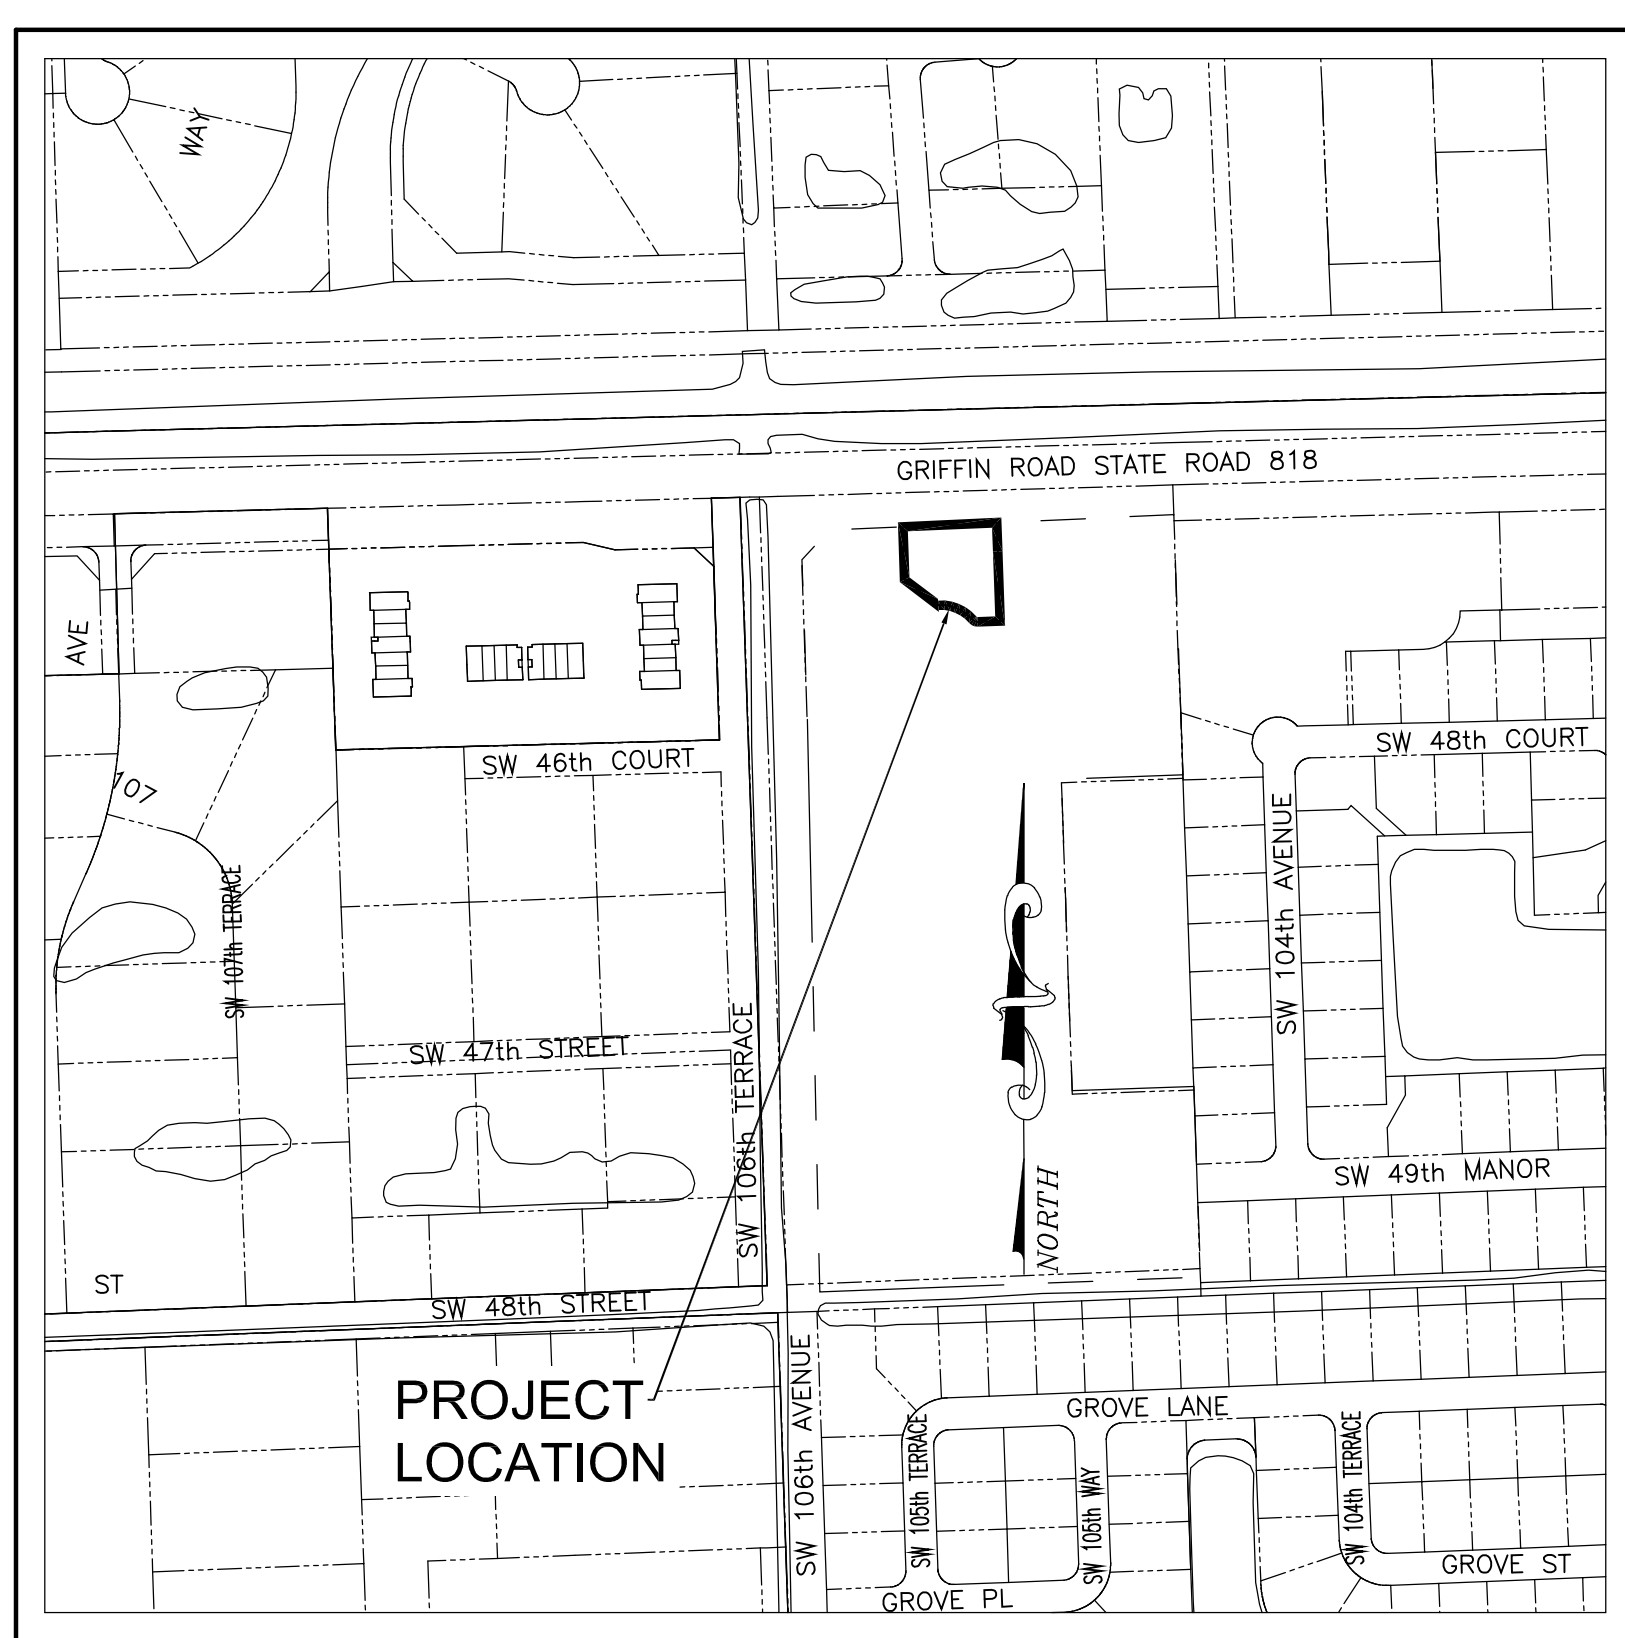 WAY
GRIFFIN ROAD STATE ROAD 818
AVE
SW 46th COURT
SW 48th COURT
107
SW 107th TERRACE
SW 104th AVENUE
SW 47th STREET
SW 106th TERRACE
NORTH
SW 49th MANOR
ST
SW 48th STREET
PROJECT
LOCATION
SW 106th AVENUE
GROVE LANE
SW 105th TERRACE
SW 105th WAY
SW 104th TERRACE
GROVE ST
GROVE PL